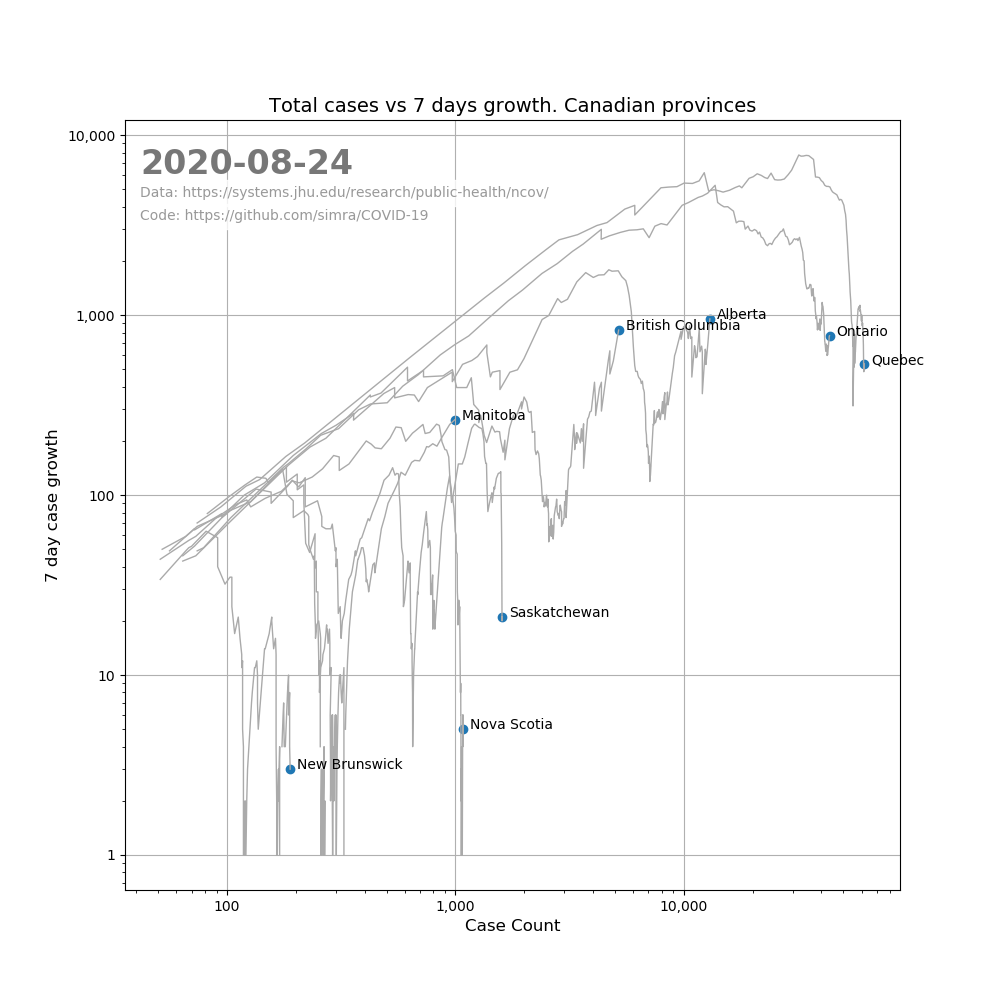 Total cases vs 7 days growth. Canadian provinces
10,000
2020-08-24
Data: https://systems.jhu.edu/research/public-health/ncov/
Code: https://github.com/simra/COVID-19
1,000
Alberta
British Columbia
Ontario
Quebec
Manitoba
7 day case growth
100
Saskatchewan
10
Nova Scotia
New Brunswick
1
100
1,000
10,000
Case Count